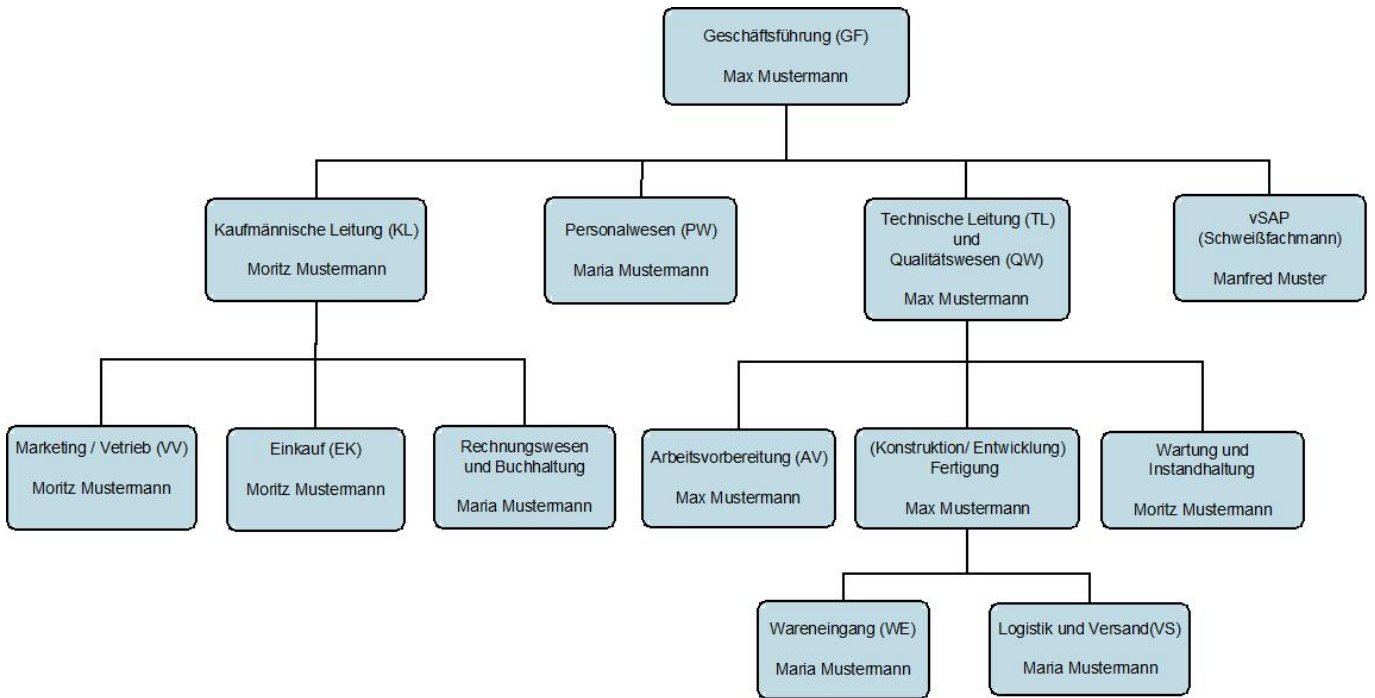 Geschäftsführung (GF)
Max Mustermann
Kaufmännische Leitung (KL)
Moritz Mustermann
Personalwesen (PW)
Maria Mustermann
Technische Leitung (TL)
und
Qualitätswesen (QW)
Max Mustermann
vSAP
(Schweißfachmann)
Manfred Muster
Marketing / Vetrieb (VV)
Moritz Mustermann
Einkauf (EK)
Moritz Mustermann
Rechnungswesen
und Buchhaltung
Maria Mustermann
Arbeitsvorbereitung (AV)
Max Mustermann
(Konstruktion/ Entwicklung)
Fertigung
Max Mustermann
Wartung und
Instandhaltung
Moritz Mustermann
Wareneingang (WE)
Maria Mustermann
Logistik und Versand(VS)
Maria Mustermann